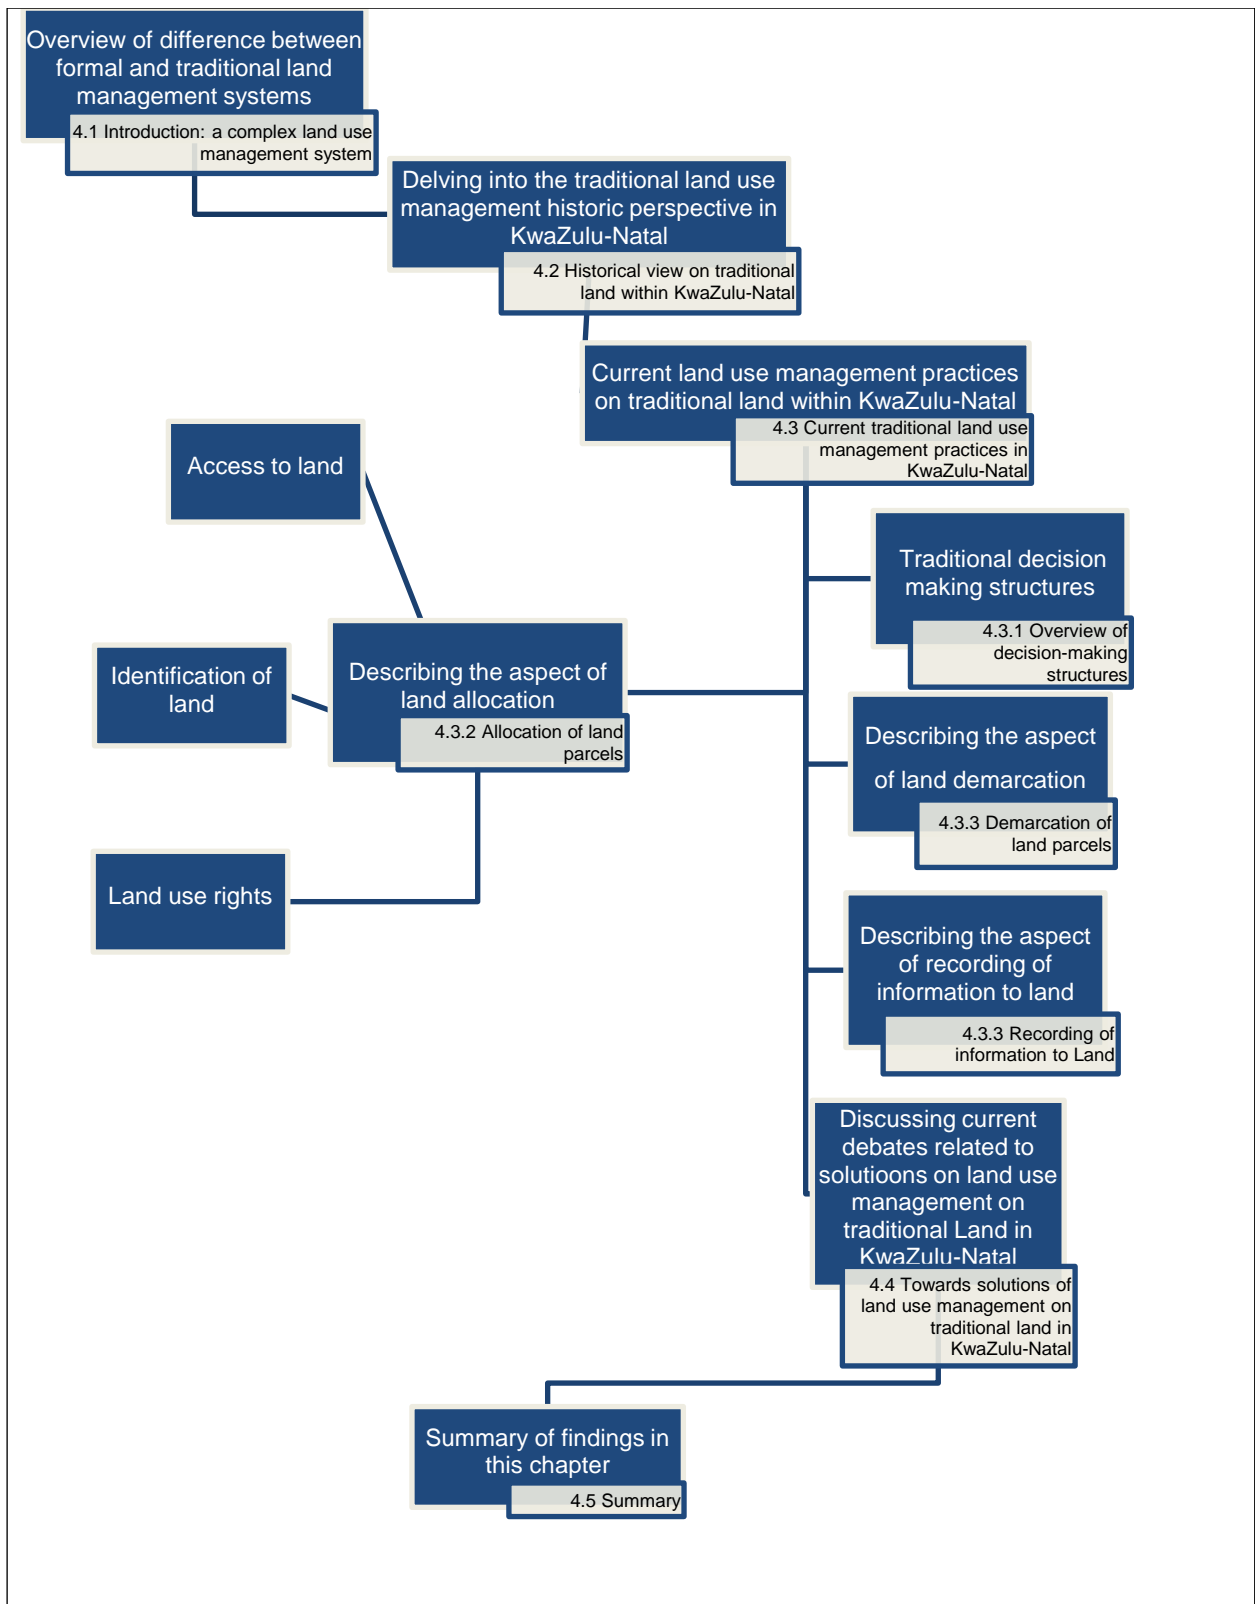 Overview of difference between
formal and traditional land
management systems
4.1 Introduction: a complex land use
management system
Delving into the traditional land use
management historic perspective in
KwaZulu-Natal
4.2 Historical view on traditional
land within KwaZulu-Natal
Current land use management practices
on traditional land within KwaZulu-Natal
4.3 Current traditional land use
management practices in
KwaZulu-Natal
Access to land
Traditional decision
making structures
4.3.1 Overview of
decision-making
structures
Identification of
land
Describing the aspect of
land allocation
4.3.2 Allocation of land
parcels
Describing the aspect
of land demarcation
4.3.3 Demarcation of
land parcels
Land use rights
Describing the aspect
of recording of
information to land
4.3.3 Recording of
information to Land
Discussing current
debates related to
solutioons on land use
management on
traditional Land in
KwaZulu-Natal
4.4 Towards solutions of
land use management on
traditional land in
KwaZulu-Natal
Summary of findings in
this chapter
4.5 Summary